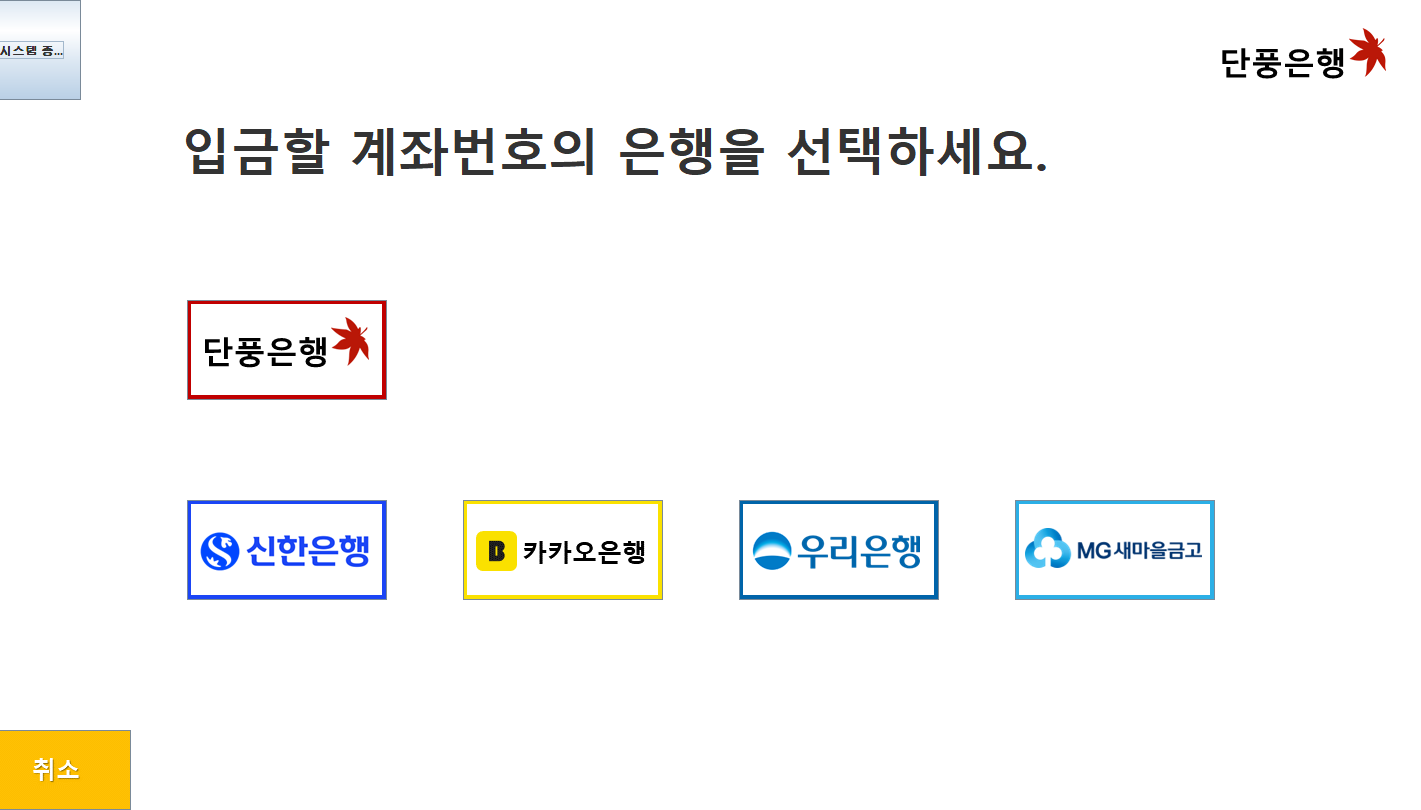 시스템 종...
단풍은행
입금할 계좌번호의 은행을 선택하세요.
단풍은행
신한은행
B 카카오은행
우리은행
MG새마을금고
취소